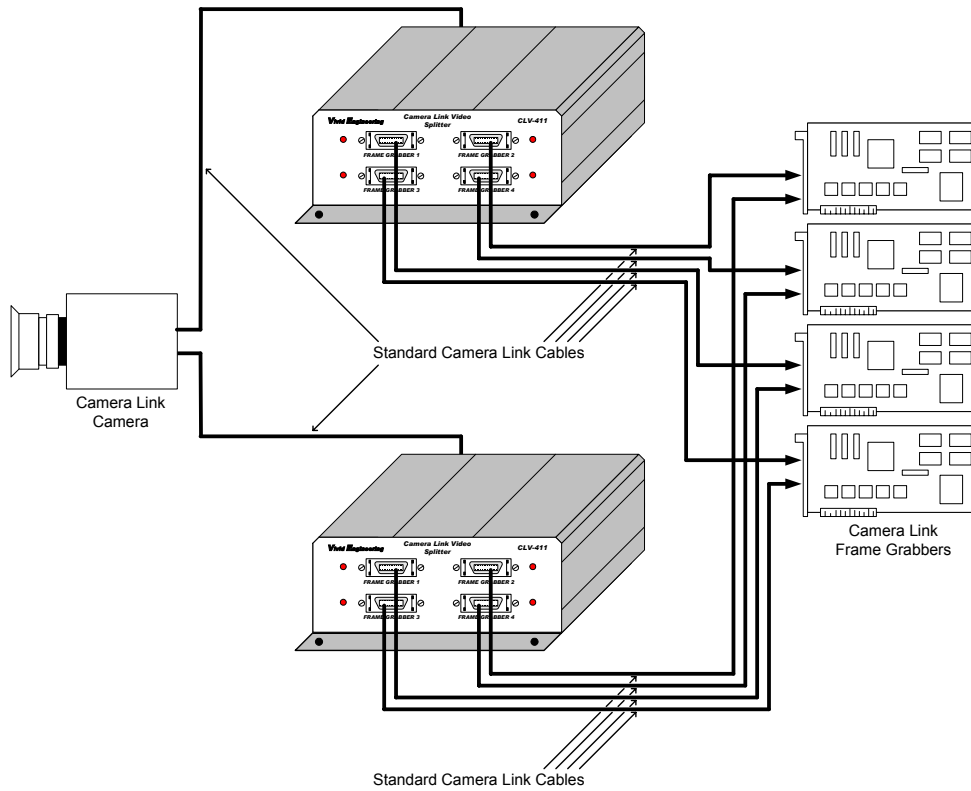 Vivid Engineering
Camera Link Video
Splitter
CLV-411
FRAME GRABBER 1
FRAME GRABBER 2
FRAME GRABBER 3
FRAME GRABBER 4
Standard Camera Link Cables
Camera Link
Camera
Camera Link
Frame Grabbers
Vivid Engineering
Camera Link Video
Splitter
CLV-411
FRAME GRABBER 1
FRAME GRABBER 2
FRAME GRABBER 3
FRAME GRABBER 4
Standard Camera Link Cables